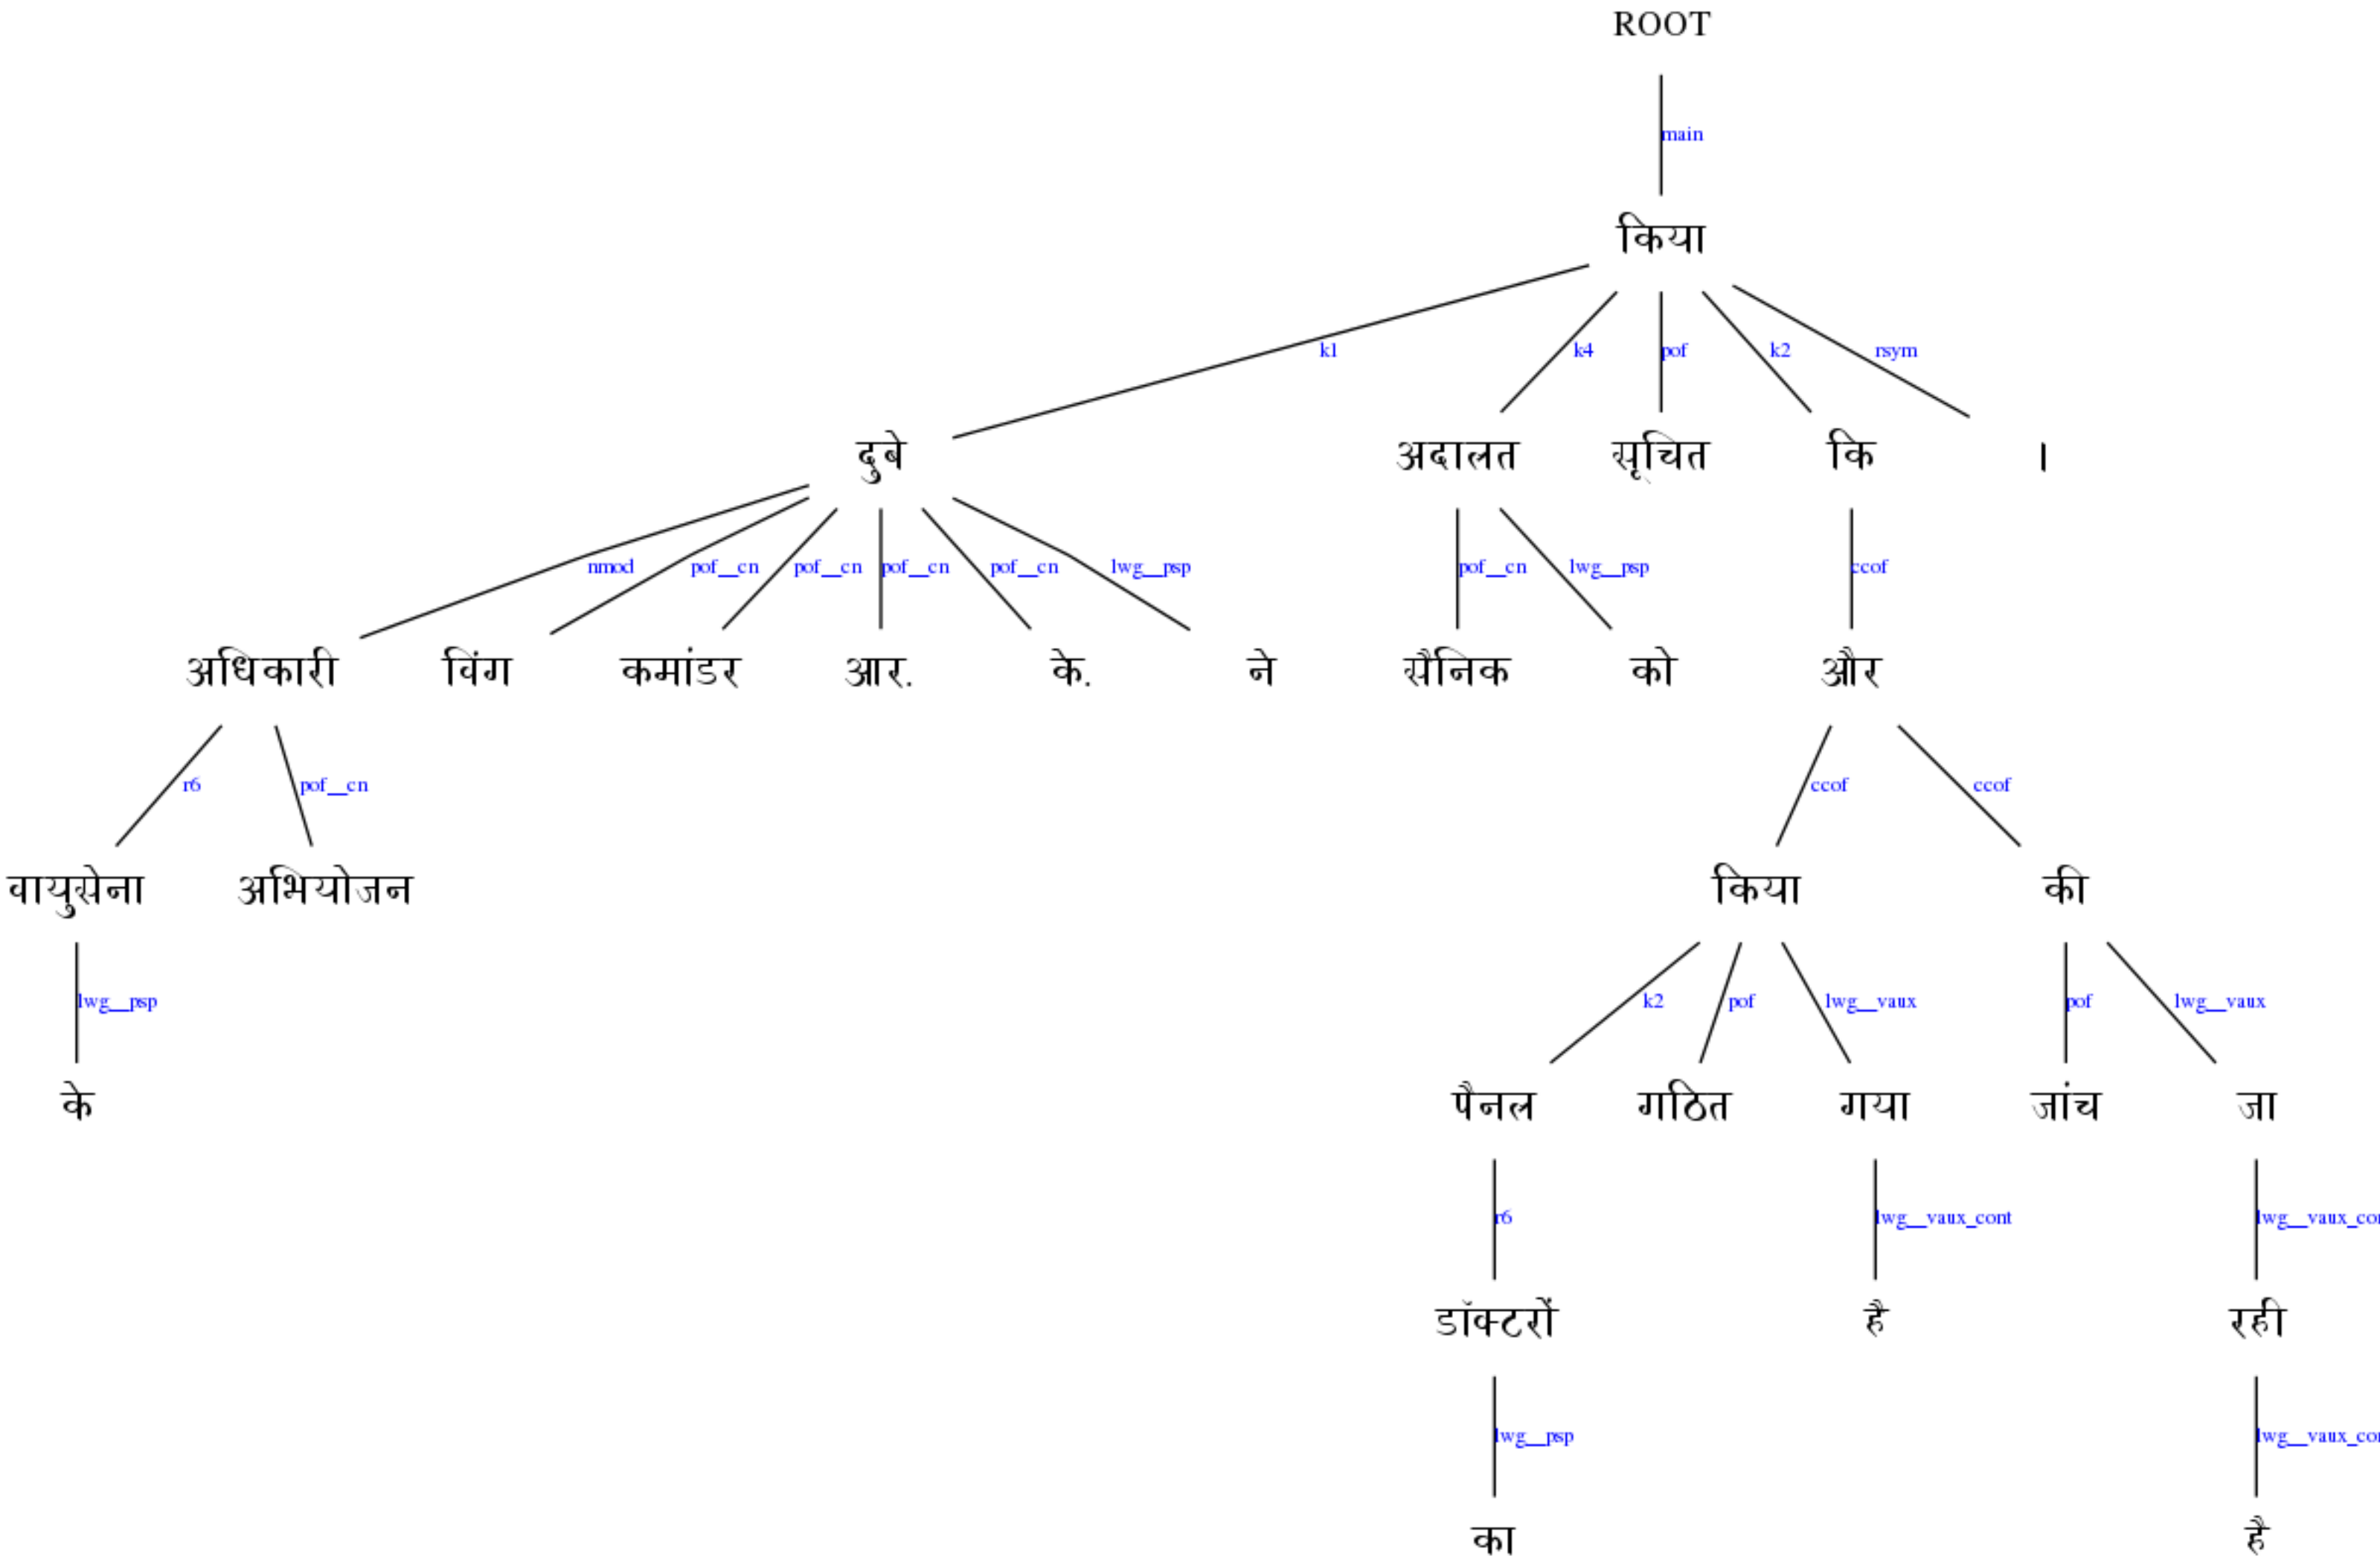 ROOT
main
किया
k1 k4 pof k2 rsym
दुबे अदालत सूचित कि ।
nmod pof__cn pof__cn pof__cn pof__cn lwg__psp pof__cn lwg__psp ccof
अधिकारी विंग कमांडर आर. के. ने सैनिक को और
r6 pof__cn ccof ccof
वायुसेना अभियोजन किया की
lwg__psp k2 pof lwg__vaux pof lwg__vaux
के पैनल गठित गया जांच जा
r6 lwg__vaux_cont lwg__vaux_co
डॉक्टरों है रही
lwg__psp lwg__vaux_co
का है